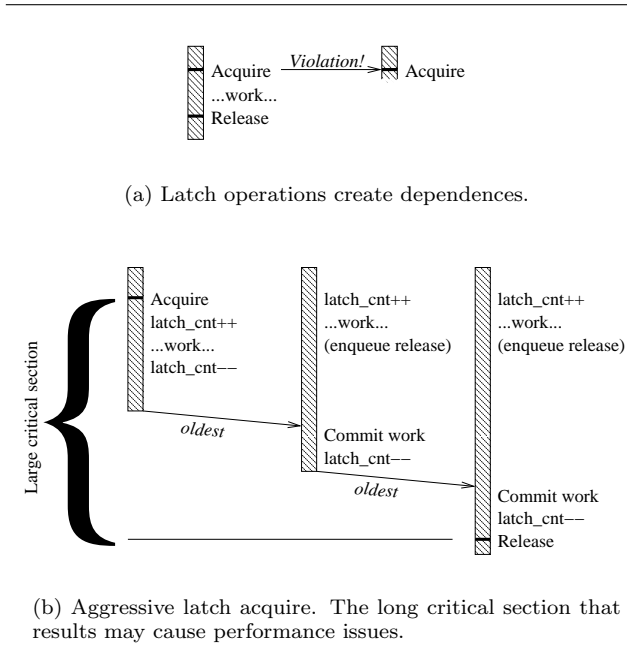 Acquire
...work...
Release
Violation!
Acquire
(a) Latch operations create dependences.
Large critical section
Acquire
latch_cnt++
...work...
latch_cnt−−
oldest
latch_cnt++
...work...
(enqueue release)
Commit work
latch_cnt−−
oldest
latch_cnt++
...work...
(enqueue release)
Commit work
latch_cnt−−
Release
(b) Aggressive latch acquire. The long critical section that
results may cause performance issues.